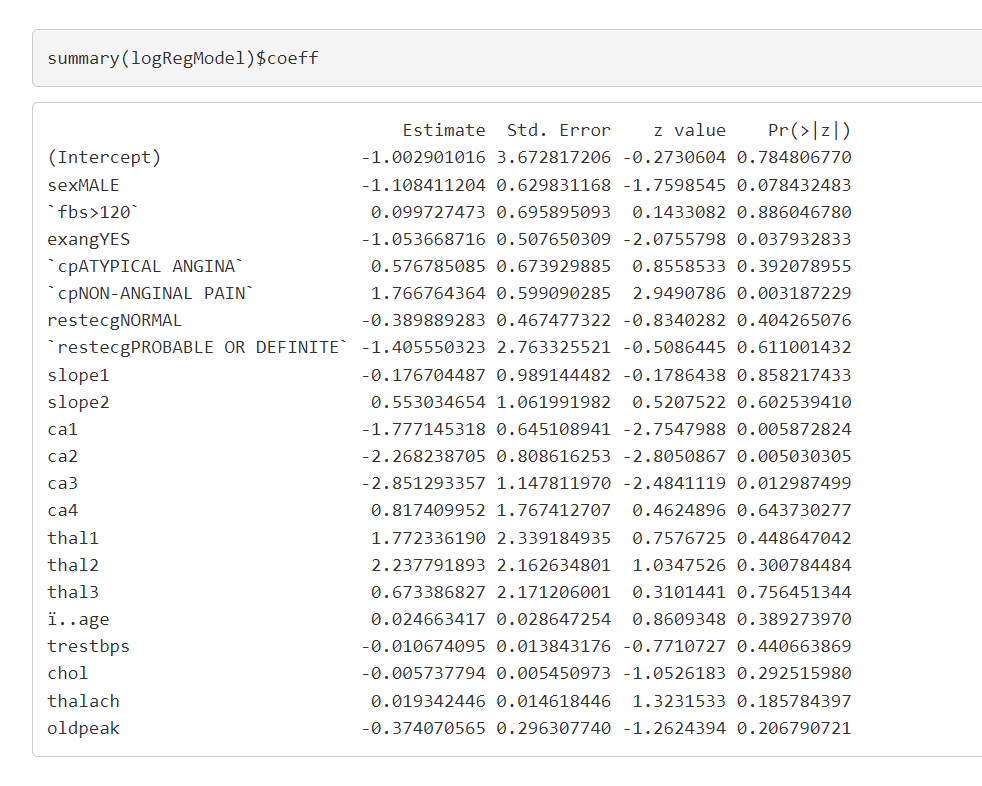 summary(logRegModel)$coeff
Estimate Std. Error z value Pr(>|z|)
(Intercept) -1.002901016 3.672817206 -0.2730604 0.784806770
sexMALE -1.108411204 0.629831168 -1.7598545 0.078432483
`fbs>120` 0.099727473 0.695895093 0.1433082 0.886046780
exangYES -1.053668716 0.507650309 -2.0755798 0.037932833
`cpATYPICAL ANGINA` 0.576785085 0.673929885 0.8558533 0.392078955
`cpNON-ANGINAL PAIN` 1.766764364 0.599090285 2.9490786 0.003187229
restecgNORMAL -0.389889283 0.467477322 -0.8340282 0.404265076
`restecgPROBABLE OR DEFINITE` -1.405550323 2.763325521 -0.5086445 0.611001432
slope1 -0.176704487 0.989144482 -0.1786438 0.858217433
slope2 0.553034654 1.061991982 0.5207522 0.602539410
ca1 -1.777145318 0.645108941 -2.7547988 0.005872824
ca2 -2.268238705 0.808616253 -2.8050867 0.005030305
ca3 -2.851293357 1.147811970 -2.4841119 0.012987499
ca4 0.817409952 1.767412707 0.4624896 0.643730277
thal1 1.772336190 2.339184935 0.7576725 0.448647042
thal2 2.237791893 2.162634801 1.0347526 0.300784484
thal3 0.673386827 2.171206001 0.3101441 0.756451344
ï..age 0.024663417 0.028647254 0.8609348 0.389273970
trestbps -0.010674095 0.013843176 -0.7710727 0.440663869
chol -0.005737794 0.005450973 -1.0526183 0.292515980
thalach 0.019342446 0.014618446 1.3231533 0.185784397
oldpeak -0.374070565 0.296307740 -1.2624394 0.206790721